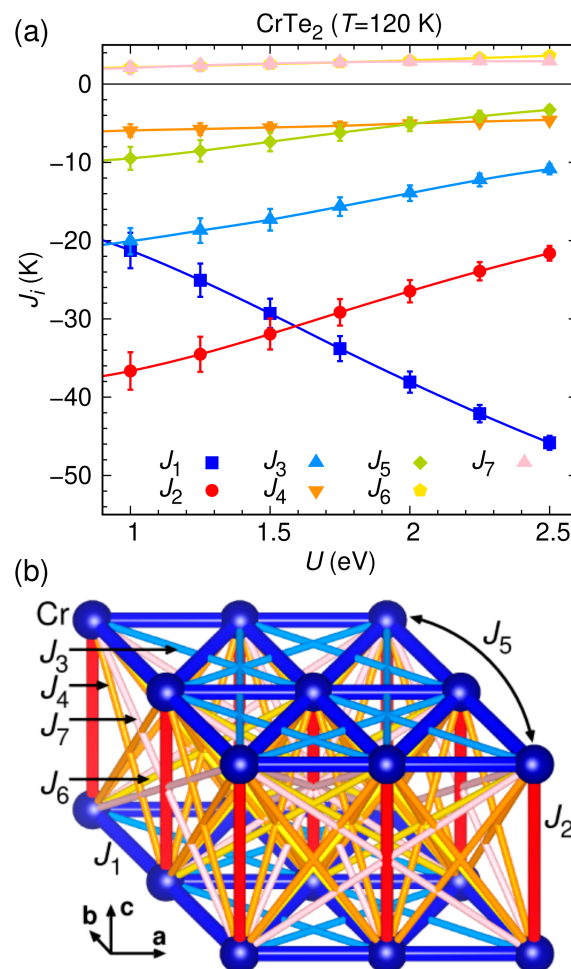 (a)
CrTe₂ (T=120 K)
0
−10
−20
−30
−40
−50
Jᵢ (K)
J₁
J₃
J₅
J₇
J₂
J₄
J₆
1
1.5
2
2.5
U (eV)
(b)
Cr
J₅
J₃
J₄
J₇
J₆
J₂
J₁
c
b
a